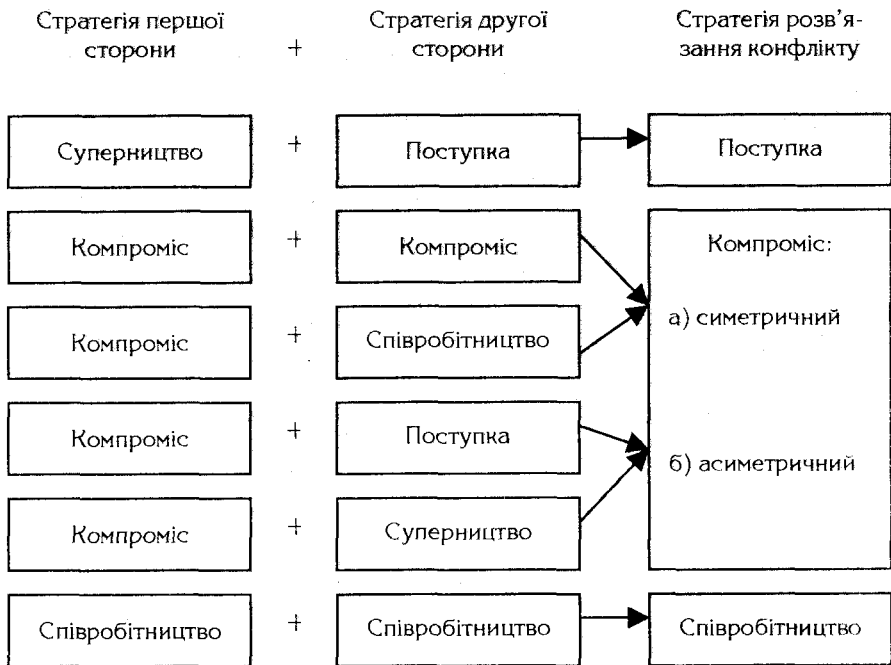 Стратегія першої
сторони
+
Стратегія другої
сторони
Стратегія розв’я-
зання конфлікту
Суперництво
+
Поступка
Поступка
Компроміс
+
Компроміс
Компроміс:
Компроміс
+
Співробітництво
а) симетричний
Компроміс
+
Поступка
б) асиметричний
Компроміс
+
Суперництво
Співробітництво
+
Співробітництво
Співробітництво